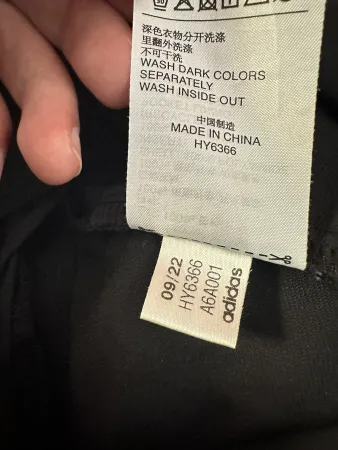 30
深色衣物分开洗涤
里翻外洗涤
不可干洗
WASH DARK COLORS
SEPARATELY
WASH INSIDE OUT
中国制造
MADE IN CHINA
HY6366
09/22
HY6366
A6A001
adidas